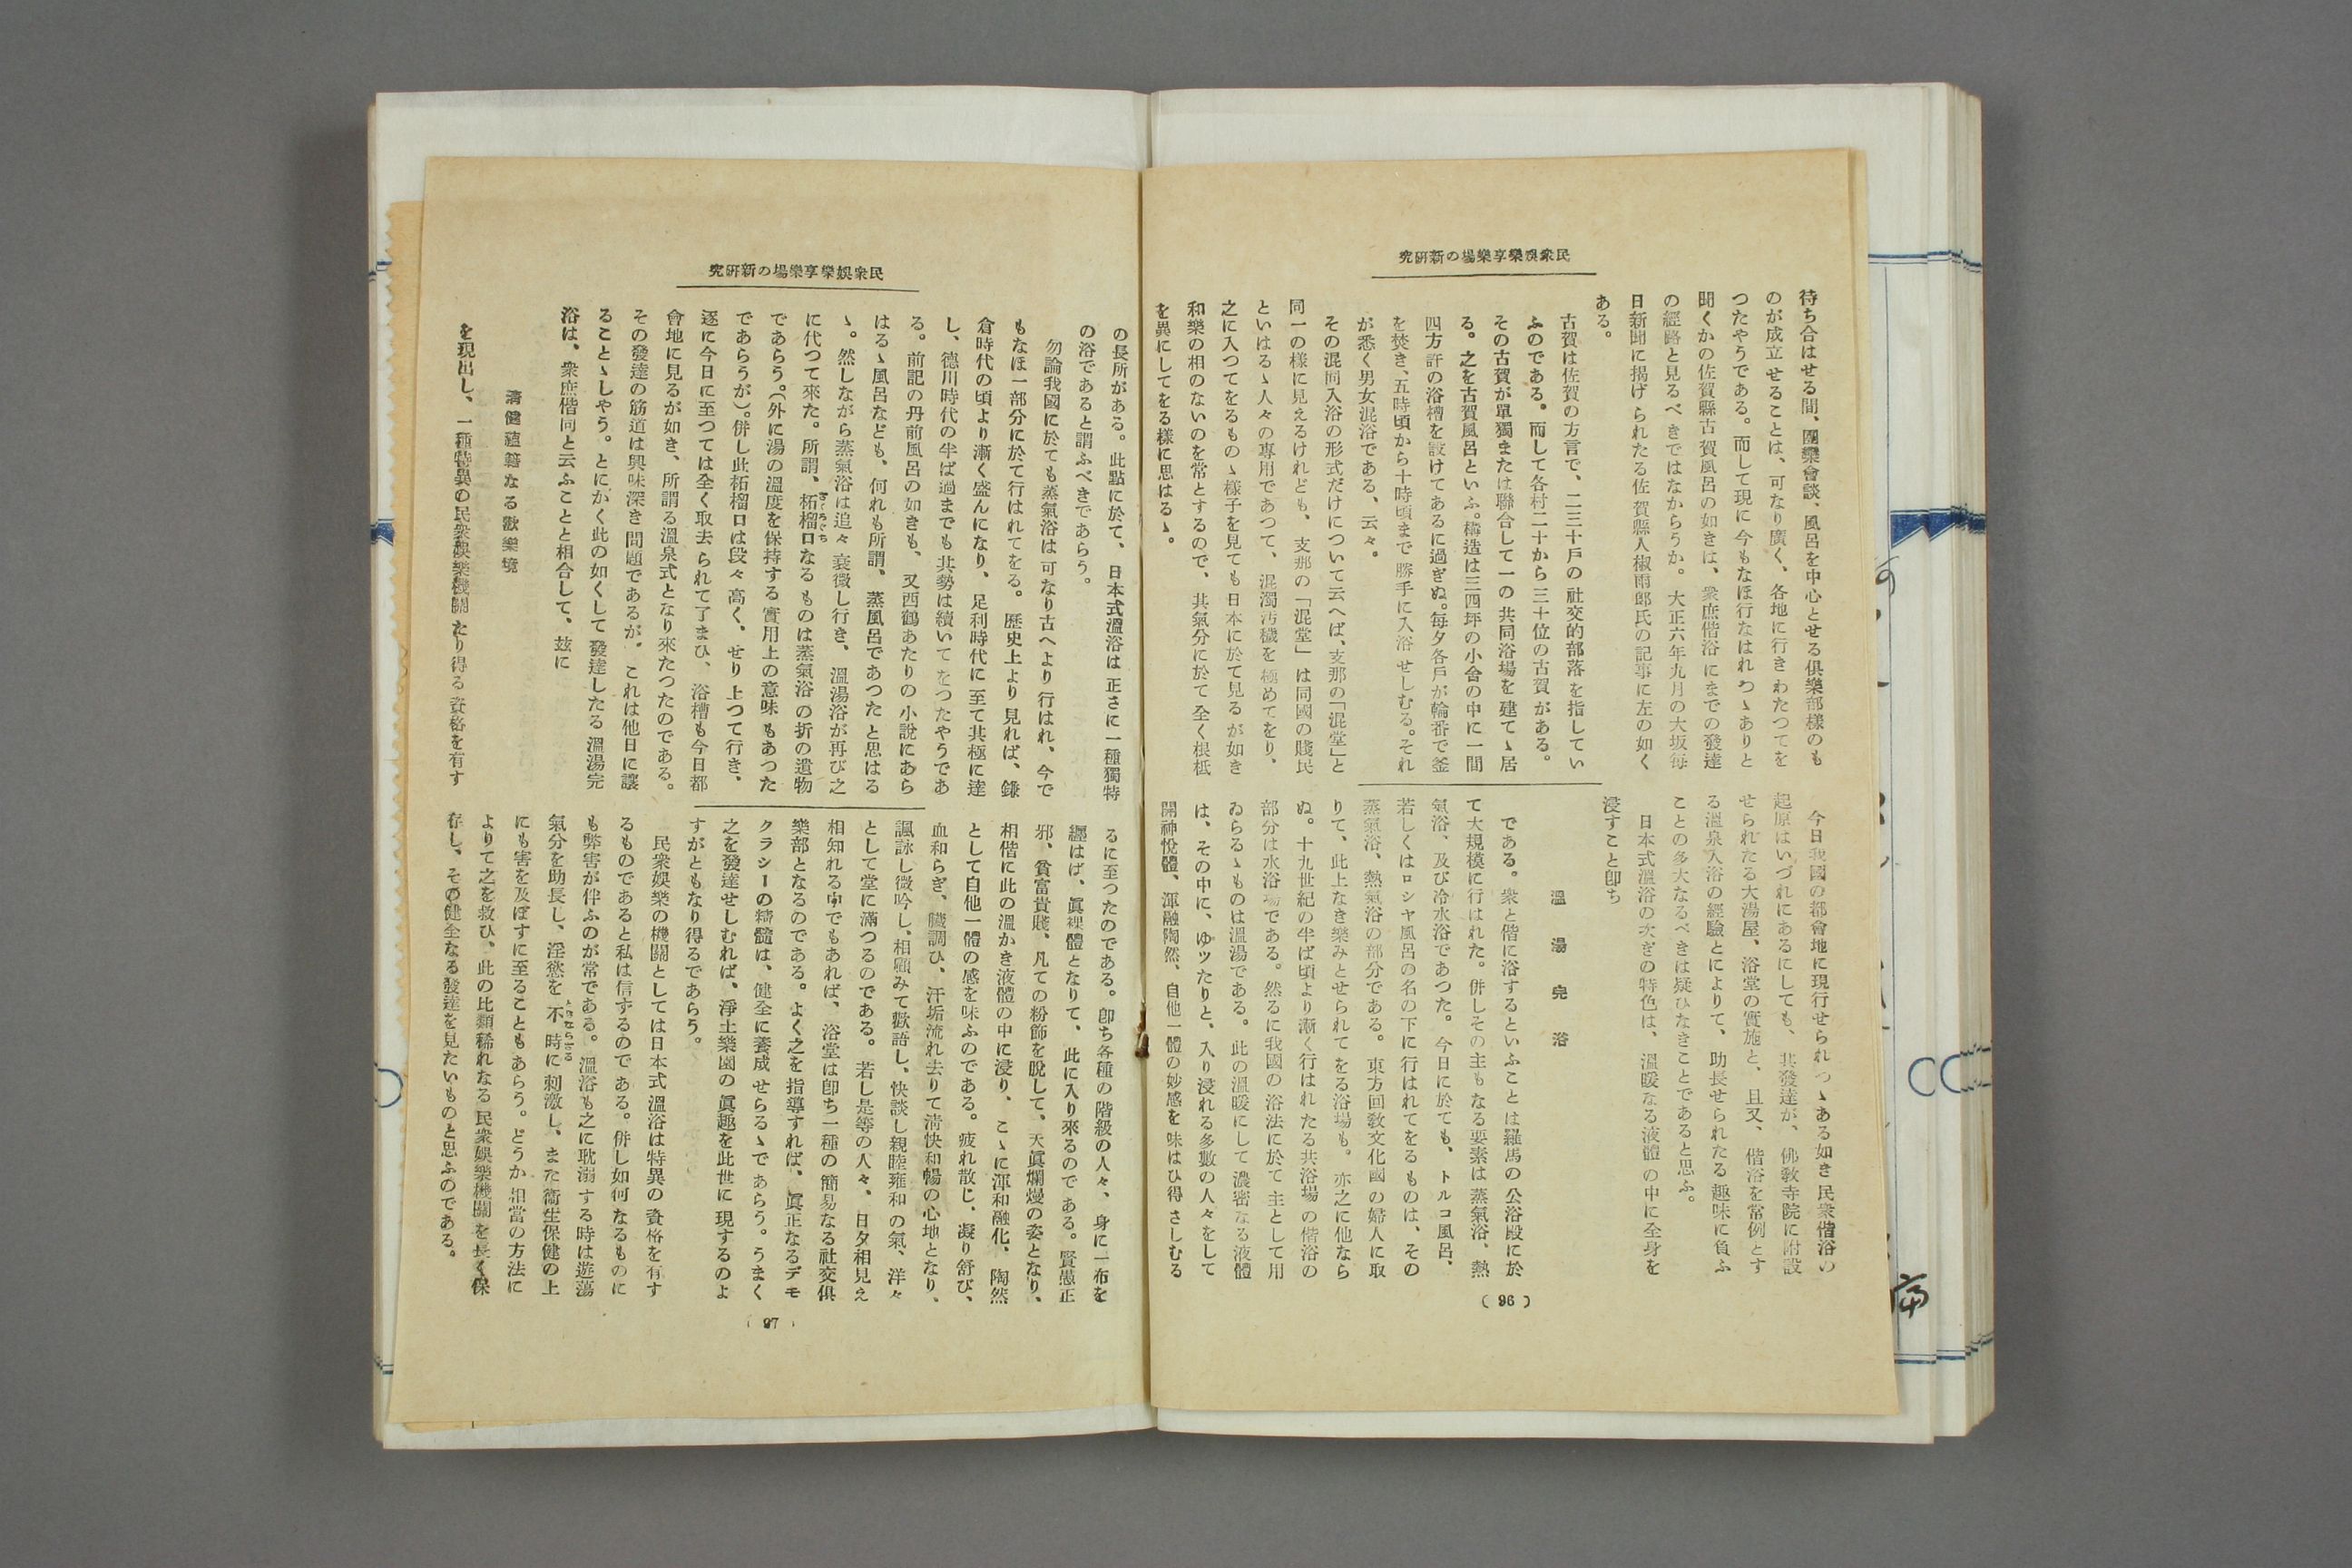 民衆娯樂享樂場の新研究
待ち合はせる間、團欒會談、風呂を中心とせる倶樂部樣のも
のが成立せることは、可なり廣く、各地に行きわたつてを
つたやうである。而して現に今もなほ行なはれつゝありと
聞くかの佐賀縣古賀風呂の如きは、衆庶偕浴にまでの發達
の經路と見るべきではなからうか。大正六年九月の大坂毎
日新聞に揭げられたる佐賀縣人椒雨郎氏の記事に左の如く
ある。
古賀は佐賀の方言で、二三十戸の社交的部落を指してい
ふのである。而して各村二十から三十位の古賀がある。
その古賀が單獨または聯合して一の共同浴場を建てゝ居
る。之を古賀風呂といふ。構造は三四坪の小舍の中に一間
四方許の浴槽を設けてあるに過ぎぬ。毎夕各戸が輪番で釜
を焚き、五時頃から十時頃まで勝手に入浴せしむる。それ
が悉く男女混浴である、云々。
その混同入浴の形式だけについて云へば、支那の「混堂」と
同一の樣に見えるけれども、支那の「混堂」は同國の賤民
といはるゝ人々の專用であつて、混濁汚穢を極めてをり、
之に入つてをるものゝ樣子を見ても日本に於て見るが如き
和樂の相のないのを常とするので、共氣分に於て全く根柢
を異にしてをる樣に思はるゝ。
今日我國の都會地に現行せられつゝある如き民衆偕浴の
起原はいづれにあるにしても、共發達が、佛敎寺院に附設
せられたる大湯屋、浴堂の實施と、且又、偕浴を常例とす
る溫泉入浴の經驗とによりて、助長せられたる趣味に負ふ
ことの多大なるべきは疑ひなきことであると思ふ。
日本式溫浴の次ぎの特色は、溫暖なる液體の中に全身を
浸すこと卽ち
溫湯完浴
である。衆と偕に浴するといふことは羅馬の公浴殿に於
て大規模に行はれた。併しその主もなる要素は蒸氣浴、熱
氣浴、及び冷水浴であつた。今日に於ても、トルコ風呂、
若しくはロシヤ風呂の名の下に行はれてをるものは、その
蒸氣浴、熱氣浴の部分である。東方回敎文化國の婦人に取
りて、此上なき樂みとせられてをる浴場も。亦之に他なら
ぬ。十九世紀の半ば頃より漸く行はれたる共浴場の偕浴の
部分は水浴場である。然るに我國の浴法に於て主として用
ゐらるゝものは溫湯である。此の溫暖にして濃密なる液體
は、その中に、ゆツたりと、入り浸れる多數の人々をして
開神悅體、渾融陶然、自他一體の妙感を味はひ得さしむる
(96)
民衆娯樂享樂場の新研究
の長所がある。此點に於て、日本式溫浴は正さに一種獨特
の浴であると謂ふべきであらう。
勿論我國に於ても蒸氣浴は可なり古へより行はれ、今で
もなほ一部分に於て行はれてをる。歷史上より見れば、鎌
倉時代の頃より漸く盛んになり、足利時代に至て其極に達
し、德川時代の半ば過までも共勢は續いてをつたやうであ
る。前記の丹前風呂の如きも、又西鶴あたりの小說にあら
はるゝ風呂なども、何れも所謂、蒸風呂であつたと思はる
ゝ。然しながら蒸氣浴は追々衰微し行き、溫湯浴が再び之
に代つて來た。所謂、柘榴口なるものは蒸氣浴の折の遺物
であらう。(外に湯の溫度を保持する實用上の意味もあつた
であらうが)。併し此柘榴口は段々高く、せり上つて行き、
遂に今日に至つては全く取去られて了まひ、浴槽も今日都
會地に見るが如き、所謂る溫泉式となり來たつたのである。
その發達の筋道は興味深き問題であるが。これは他日に讓
ることゝしやう。とにかく此の如くして發達したる溫湯完
浴は、衆庶偕同と云ふことと相合して、玆に
淸健蘊籍なる歡樂境
を現出し、一種特異の民衆娯樂機關たり得る資格を有す
るに至つたのである。卽ち各種の階級の人々、身に一布を
纒はば、眞裸體となりて、此に入り來るのである。賢愚正
邪、貧富貴賤、凡ての粉飾を脫して、天眞爛熳の姿となり、
相偕に此の溫かき液體の中に浸り、こゝに渾和融化、陶然
として自他一體の感を味ふのである。疲れ散じ、凝り舒び、
血和らぎ、臓調ひ、汗垢流れ去りて淸快和暢の心地となり、
諷詠し微吟し、相顧みて歡語し、快談し親睦雍和の氣、洋々
として堂に滿つるのである。若し是等の人々、日夕相見え
相知れる中でもあれば、浴堂は卽ち一種の簡易なる社交俱
樂部となるのである。よく之を指導すれば、眞正なるデモ
クラシーの精髓は、健全に養成せらるゝであらう。うまく
之を發達せしむれば、淨土樂園の眞趣を此世に現するのよ
すがともなり得るであらう。
民衆娯樂の機關としては日本式溫浴は特異の資格を有す
るものであると私は信ずるのである。併し如何なるものに
も弊害が伴ふのが常である。溫浴も之に耽溺する時は遊蕩
氣分を助長し、淫慾を不時に刺激し、また衞生保健の上
にも害を及ぼすに至ることもあらう。どうか相當の方法に
よりて之を救ひ、此の比類稀れなる民衆娯樂機關を長く保
存し、その健全なる發達を見たいものと思ふのである。
(97)